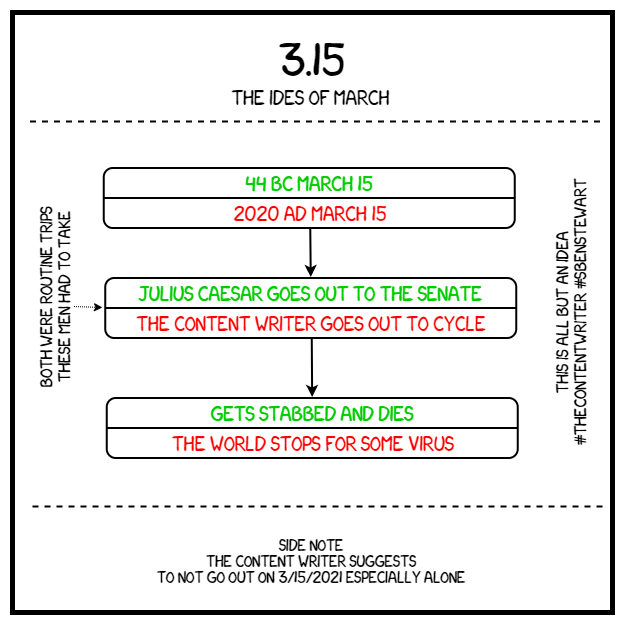 3.15
THE IDES OF MARCH
44 BC MARCH 15
2020 AD MARCH 15
BOTH WERE ROUTINE TRIPS
THESE MEN HAD TO TAKE
JULIUS CAESAR GOES OUT TO THE SENATE
THE CONTENT WRITER GOES OUT TO CYCLE
GETS STABBED AND DIES
THE WORLD STOPS FOR SOME VIRUS
THIS IS ALL BUT AN IDEA
#THECONTENTWRITER #SBENSTEWART
SIDE NOTE
THE CONTENT WRITER SUGGESTS
TO NOT GO OUT ON 3/15/2021 ESPECIALLY ALONE